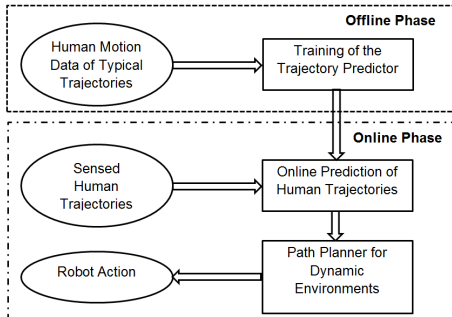 Offline Phase
Human Motion
Data of Typical
Trajectories
Training of the
Trajectory Predictor
Online Phase
Sensed
Human
Trajectories
Online Prediction of
Human Trajectories
Robot Action
Path Planner for
Dynamic
Environments